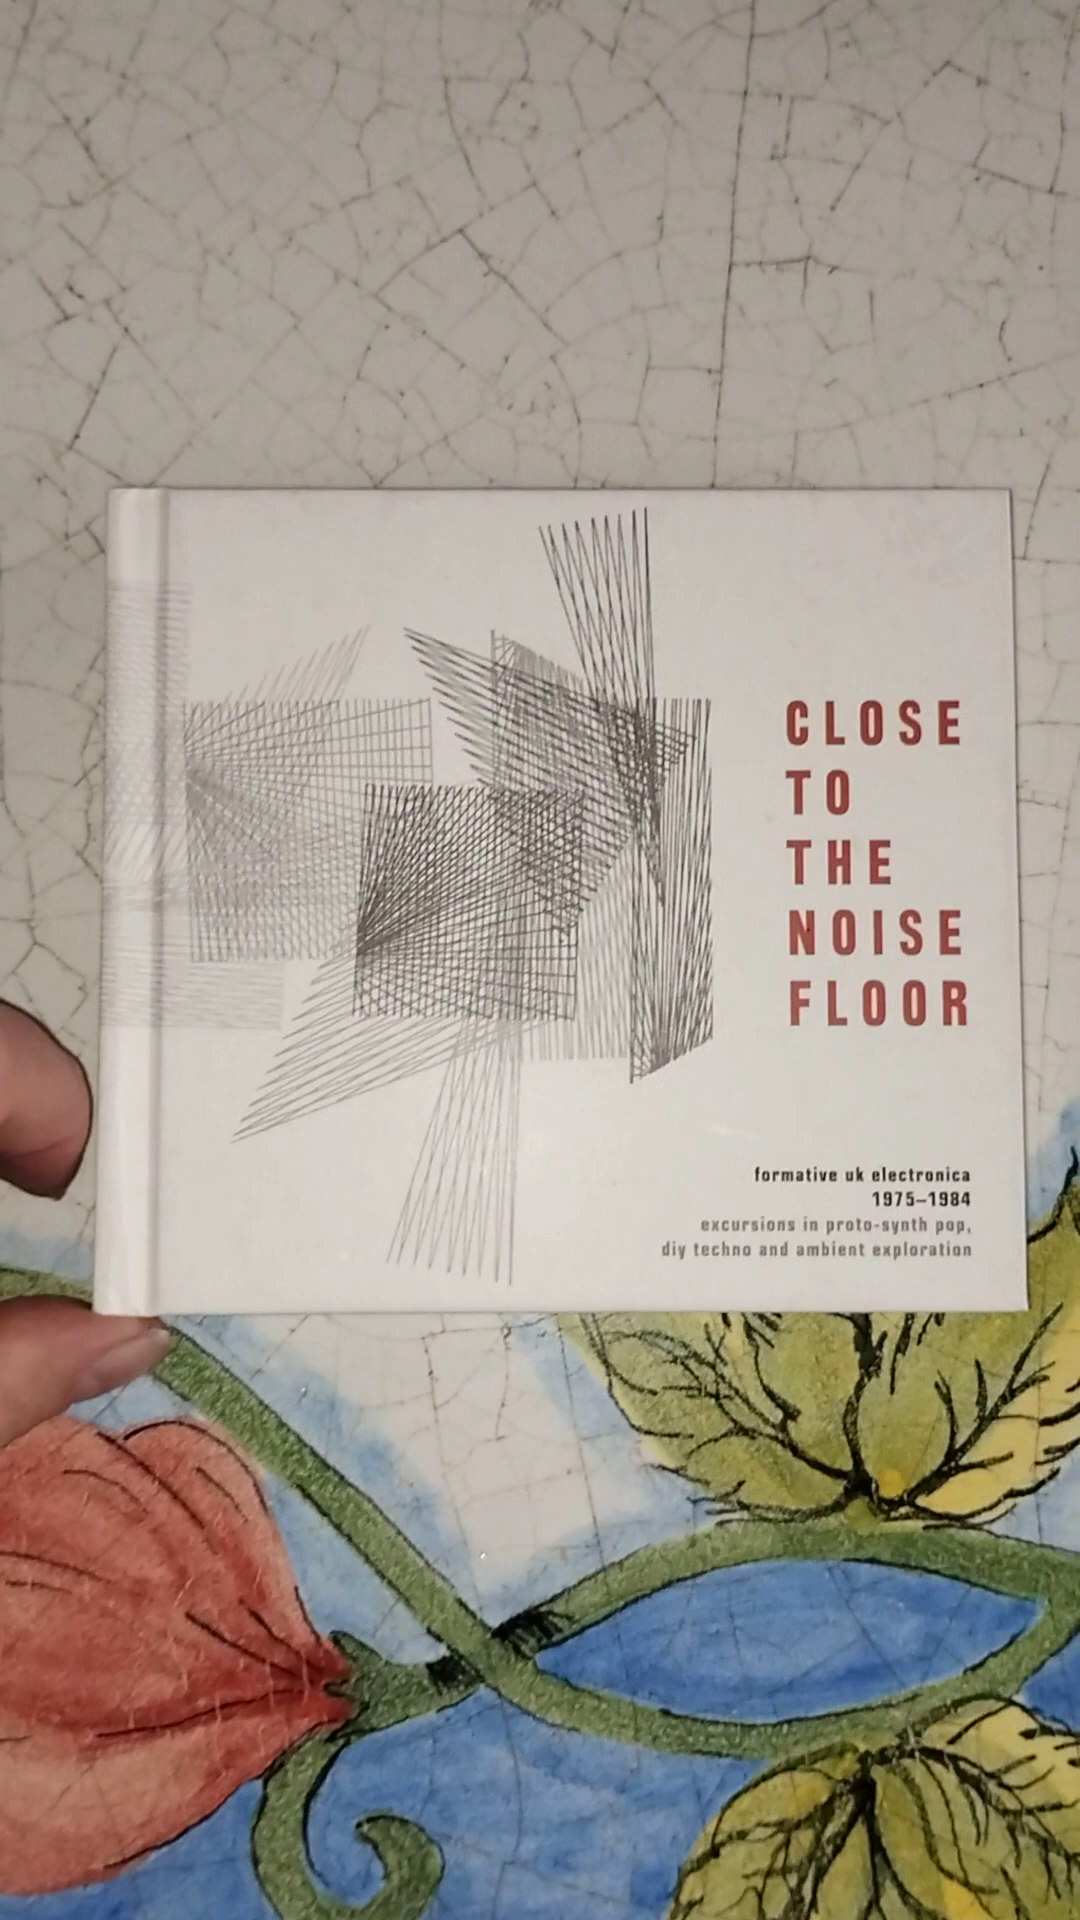 CLOSE
TO
THE
NOISE
FLOOR
formative uk electronica
1975–1984
excursions in proto-synth pop,
diy techno and ambient exploration